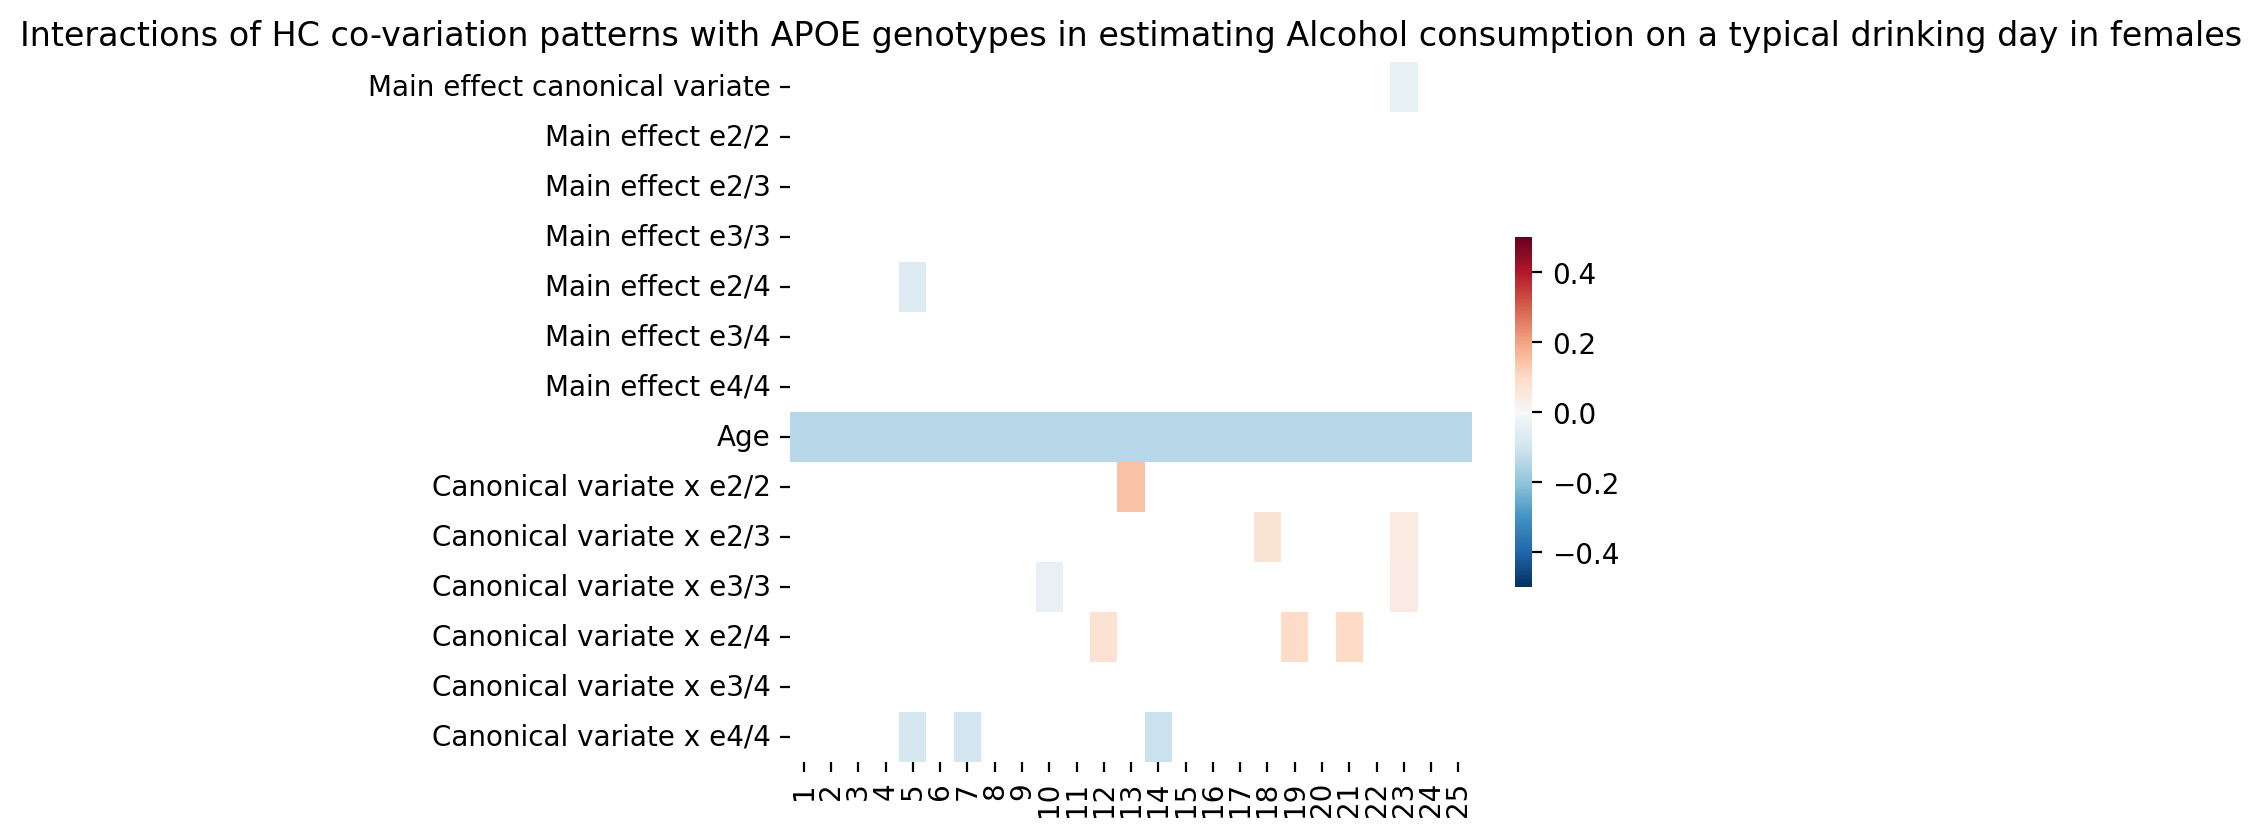 Interactions of HC co-variation patterns with APOE genotypes in estimating Alcohol consumption on a typical drinking day in females
Main effect canonical variate
Main effect e2/2
Main effect e2/3
Main effect e3/3
Main effect e2/4
Main effect e3/4
Main effect e4/4
Age
Canonical variate x e2/2
Canonical variate x e2/3
Canonical variate x e3/3
Canonical variate x e2/4
Canonical variate x e3/4
Canonical variate x e4/4
1 2 3 4 5 6 7 8 9 10 11 12 13 14 15 16 17 18 19 20 21 22 23 24 25
0.4
0.2
0.0
−0.2
−0.4